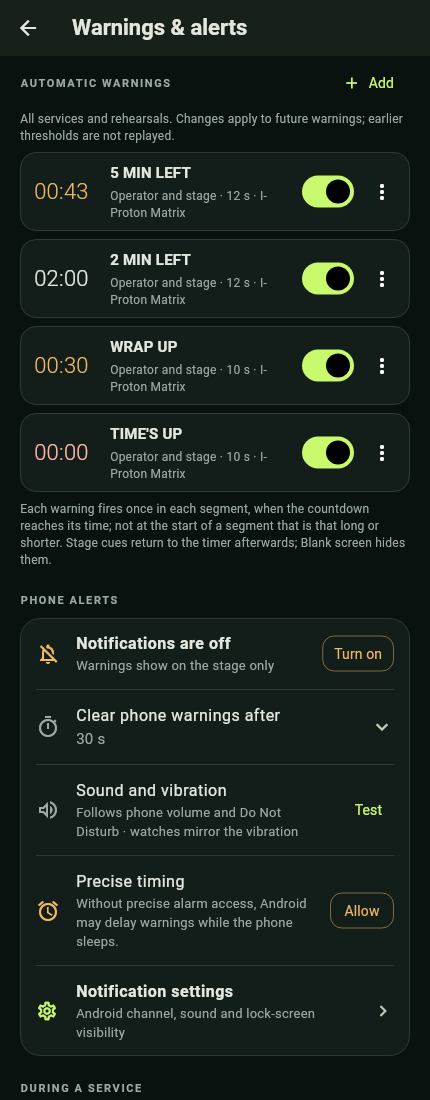 Warnings & alerts
AUTOMATIC WARNINGS
+ Add
All services and rehearsals. Changes apply to future warnings; earlier
thresholds are not replayed.
00:43
5 MIN LEFT
Operator and stage · 12 s · I-
Proton Matrix
02:00
2 MIN LEFT
Operator and stage · 12 s · I-
Proton Matrix
00:30
WRAP UP
Operator and stage · 10 s · I-
Proton Matrix
00:00
TIME'S UP
Operator and stage · 10 s · I-
Proton Matrix
Each warning fires once in each segment, when the countdown
reaches its time; not at the start of a segment that is that long or
shorter. Stage cues return to the timer afterwards; Blank screen hides
them.
PHONE ALERTS
Notifications are off
Warnings show on the stage only
Turn on
Clear phone warnings after
30 s
Sound and vibration
Follows phone volume and Do Not
Disturb · watches mirror the vibration
Test
Precise timing
Without precise alarm access, Android
may delay warnings while the phone
sleeps.
Allow
Notification settings
Android channel, sound and lock-screen
visibility
DURING A SERVICE